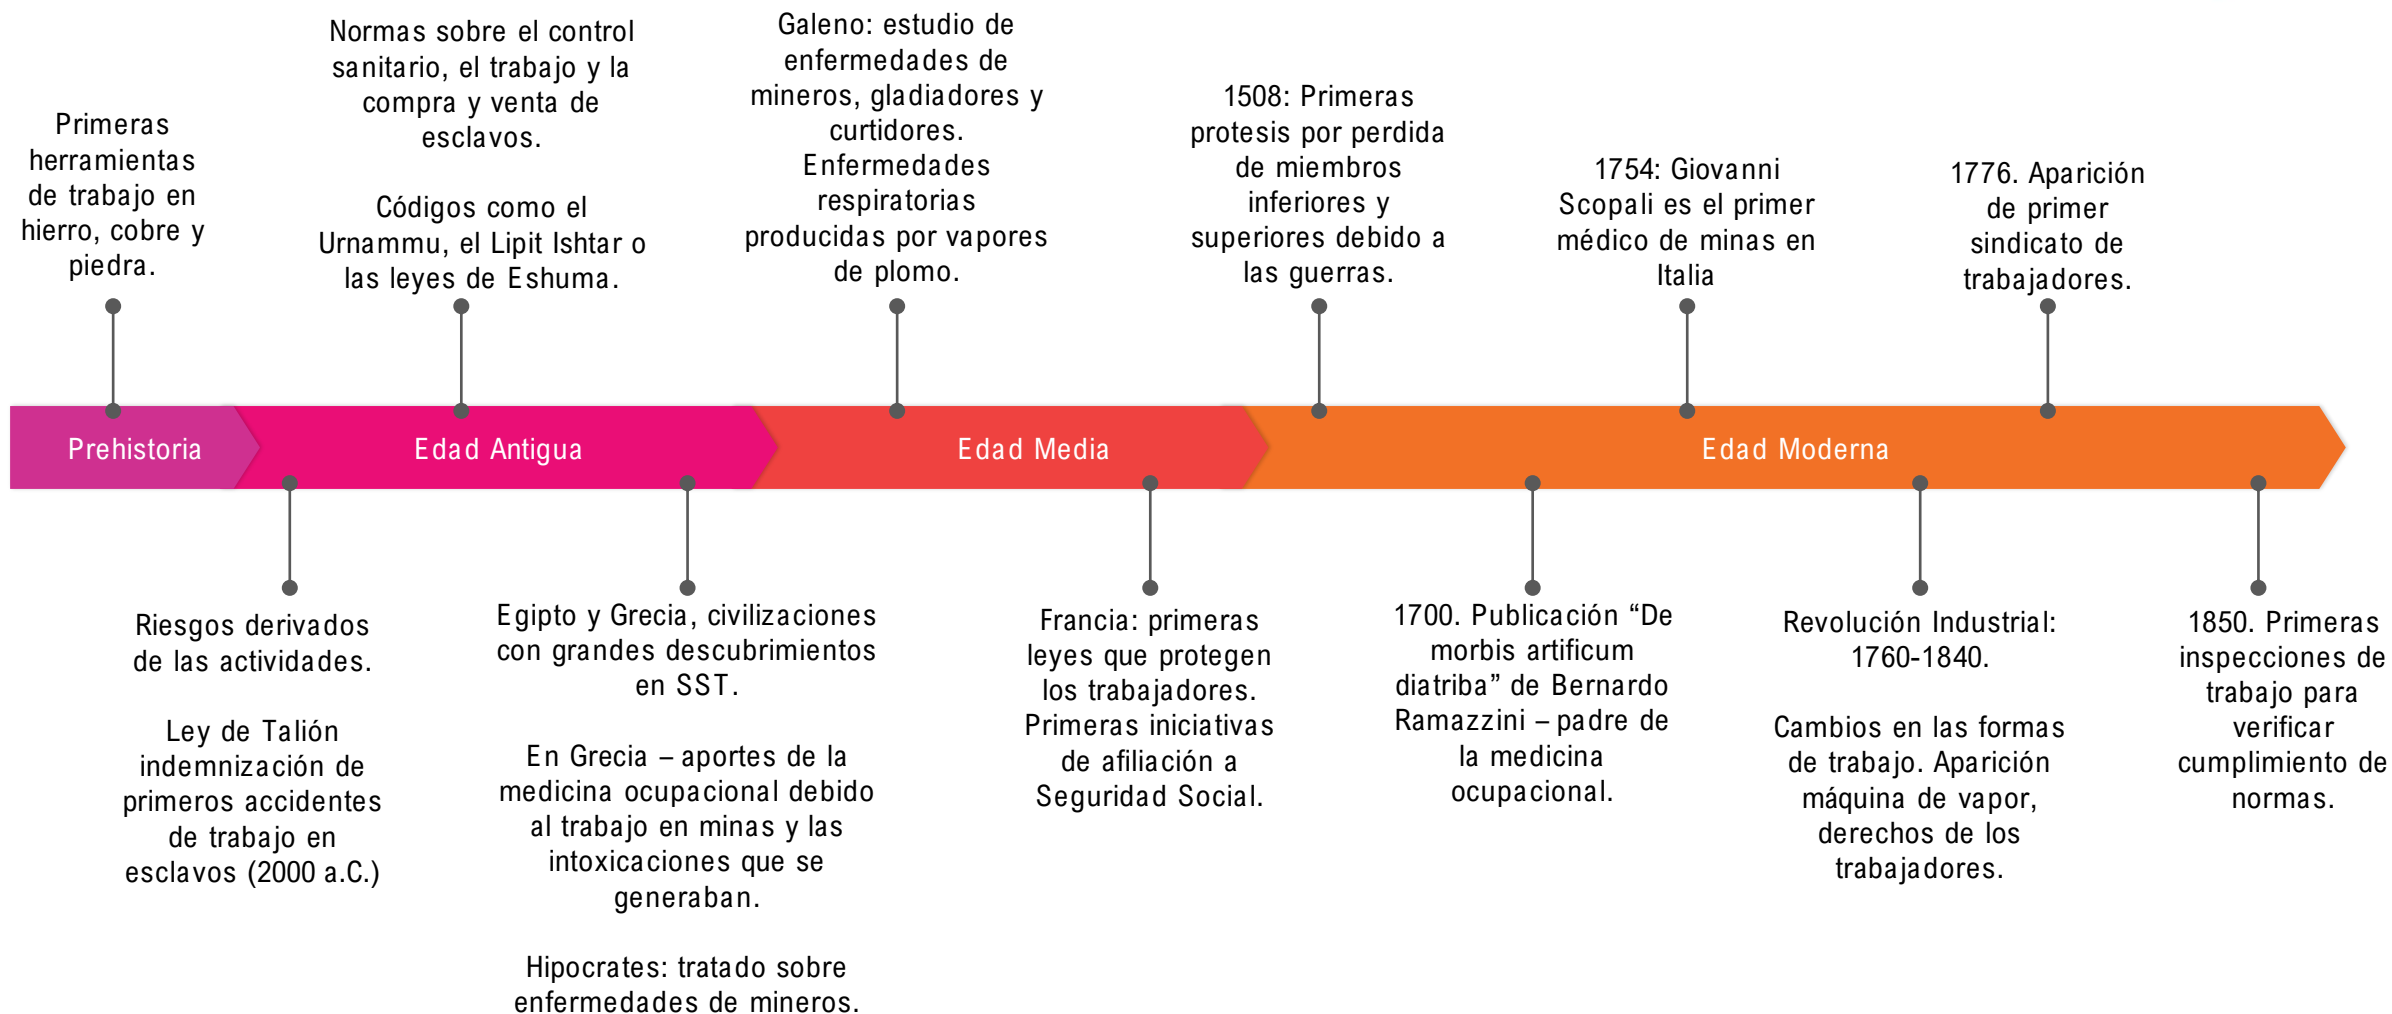 Primeras
herramientas
de trabajo en
hierro, cobre y
piedra.
Normas sobre el control
sanitario, el trabajo y la
compra y venta de
esclavos.
Códigos como el
Urnammu, el Lipit Ishtar o
las leyes de Eshuma.
Galeno: estudio de
enfermedades de
mineros, gladiadores y
curtidores.
Enfermedades
respiratorias
producidas por vapores
de plomo.
1508: Primeras
protesis por perdida
de miembros
inferiores y
superiores debido a
las guerras.
1754: Giovanni
Scopali es el primer
médico de minas en
Italia
1776. Aparición
de primer
sindicato de
trabajadores.
Prehistoria
Edad Antigua
Edad Media
Edad Moderna
Riesgos derivados
de las actividades.
Ley de Talión
indemnización de
primeros accidentes
de trabajo en
esclavos (2000 a.C.)
Egipto y Grecia, civilizaciones
con grandes descubrimientos
en SST.
En Grecia – aportes de la
medicina ocupacional debido
al trabajo en minas y las
intoxicaciones que se
generaban.
Hipocrates: tratado sobre
enfermedades de mineros.
Francia: primeras
leyes que protegen
los trabajadores.
Primeras iniciativas
de afiliación a
Seguridad Social.
1700. Publicación “De
morbis artificum
diatriba” de Bernardo
Ramazzini – padre de
la medicina
ocupacional.
Revolución Industrial:
1760-1840.
Cambios en las formas
de trabajo. Aparición
máquina de vapor,
derechos de los
trabajadores.
1850. Primeras
inspecciones de
trabajo para
verificar
cumplimiento de
normas.